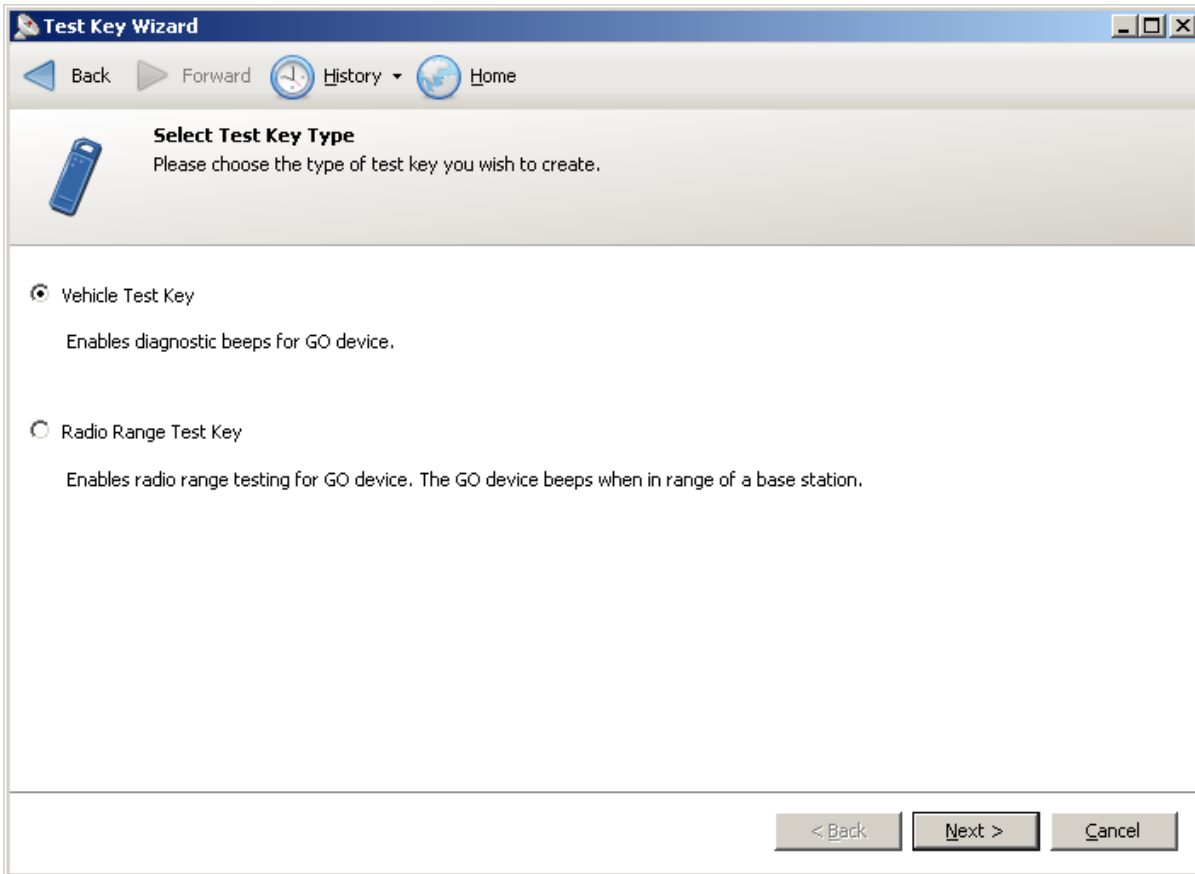 Test Key Wizard
Back Forward History Home
Select Test Key Type
Please choose the type of test key you wish to create.
Vehicle Test Key
Enables diagnostic beeps for GO device.
Radio Range Test Key
Enables radio range testing for GO device. The GO device beeps when in range of a base station.
< Back Next > Cancel